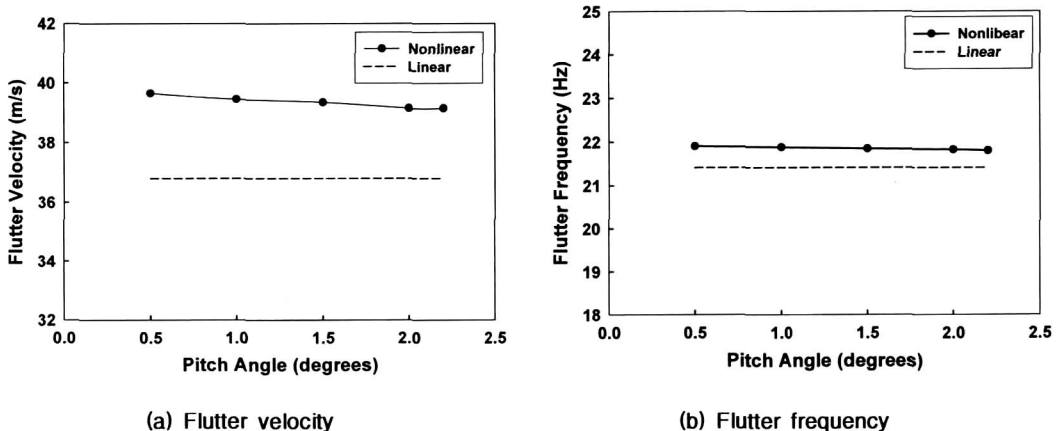 42
40
38
36
34
32
Flutter Velocity (m/s)
Nonlinear
Linear
0.0 0.5 1.0 1.5 2.0 2.5
Pitch Angle (degrees)
(a) Flutter velocity
25
24
23
22
21
20
19
18
Flutter Frequency (Hz)
Nonlibear
Linear
0.0 0.5 1.0 1.5 2.0 2.5
Pitch Angle (degrees)
(b) Flutter frequency